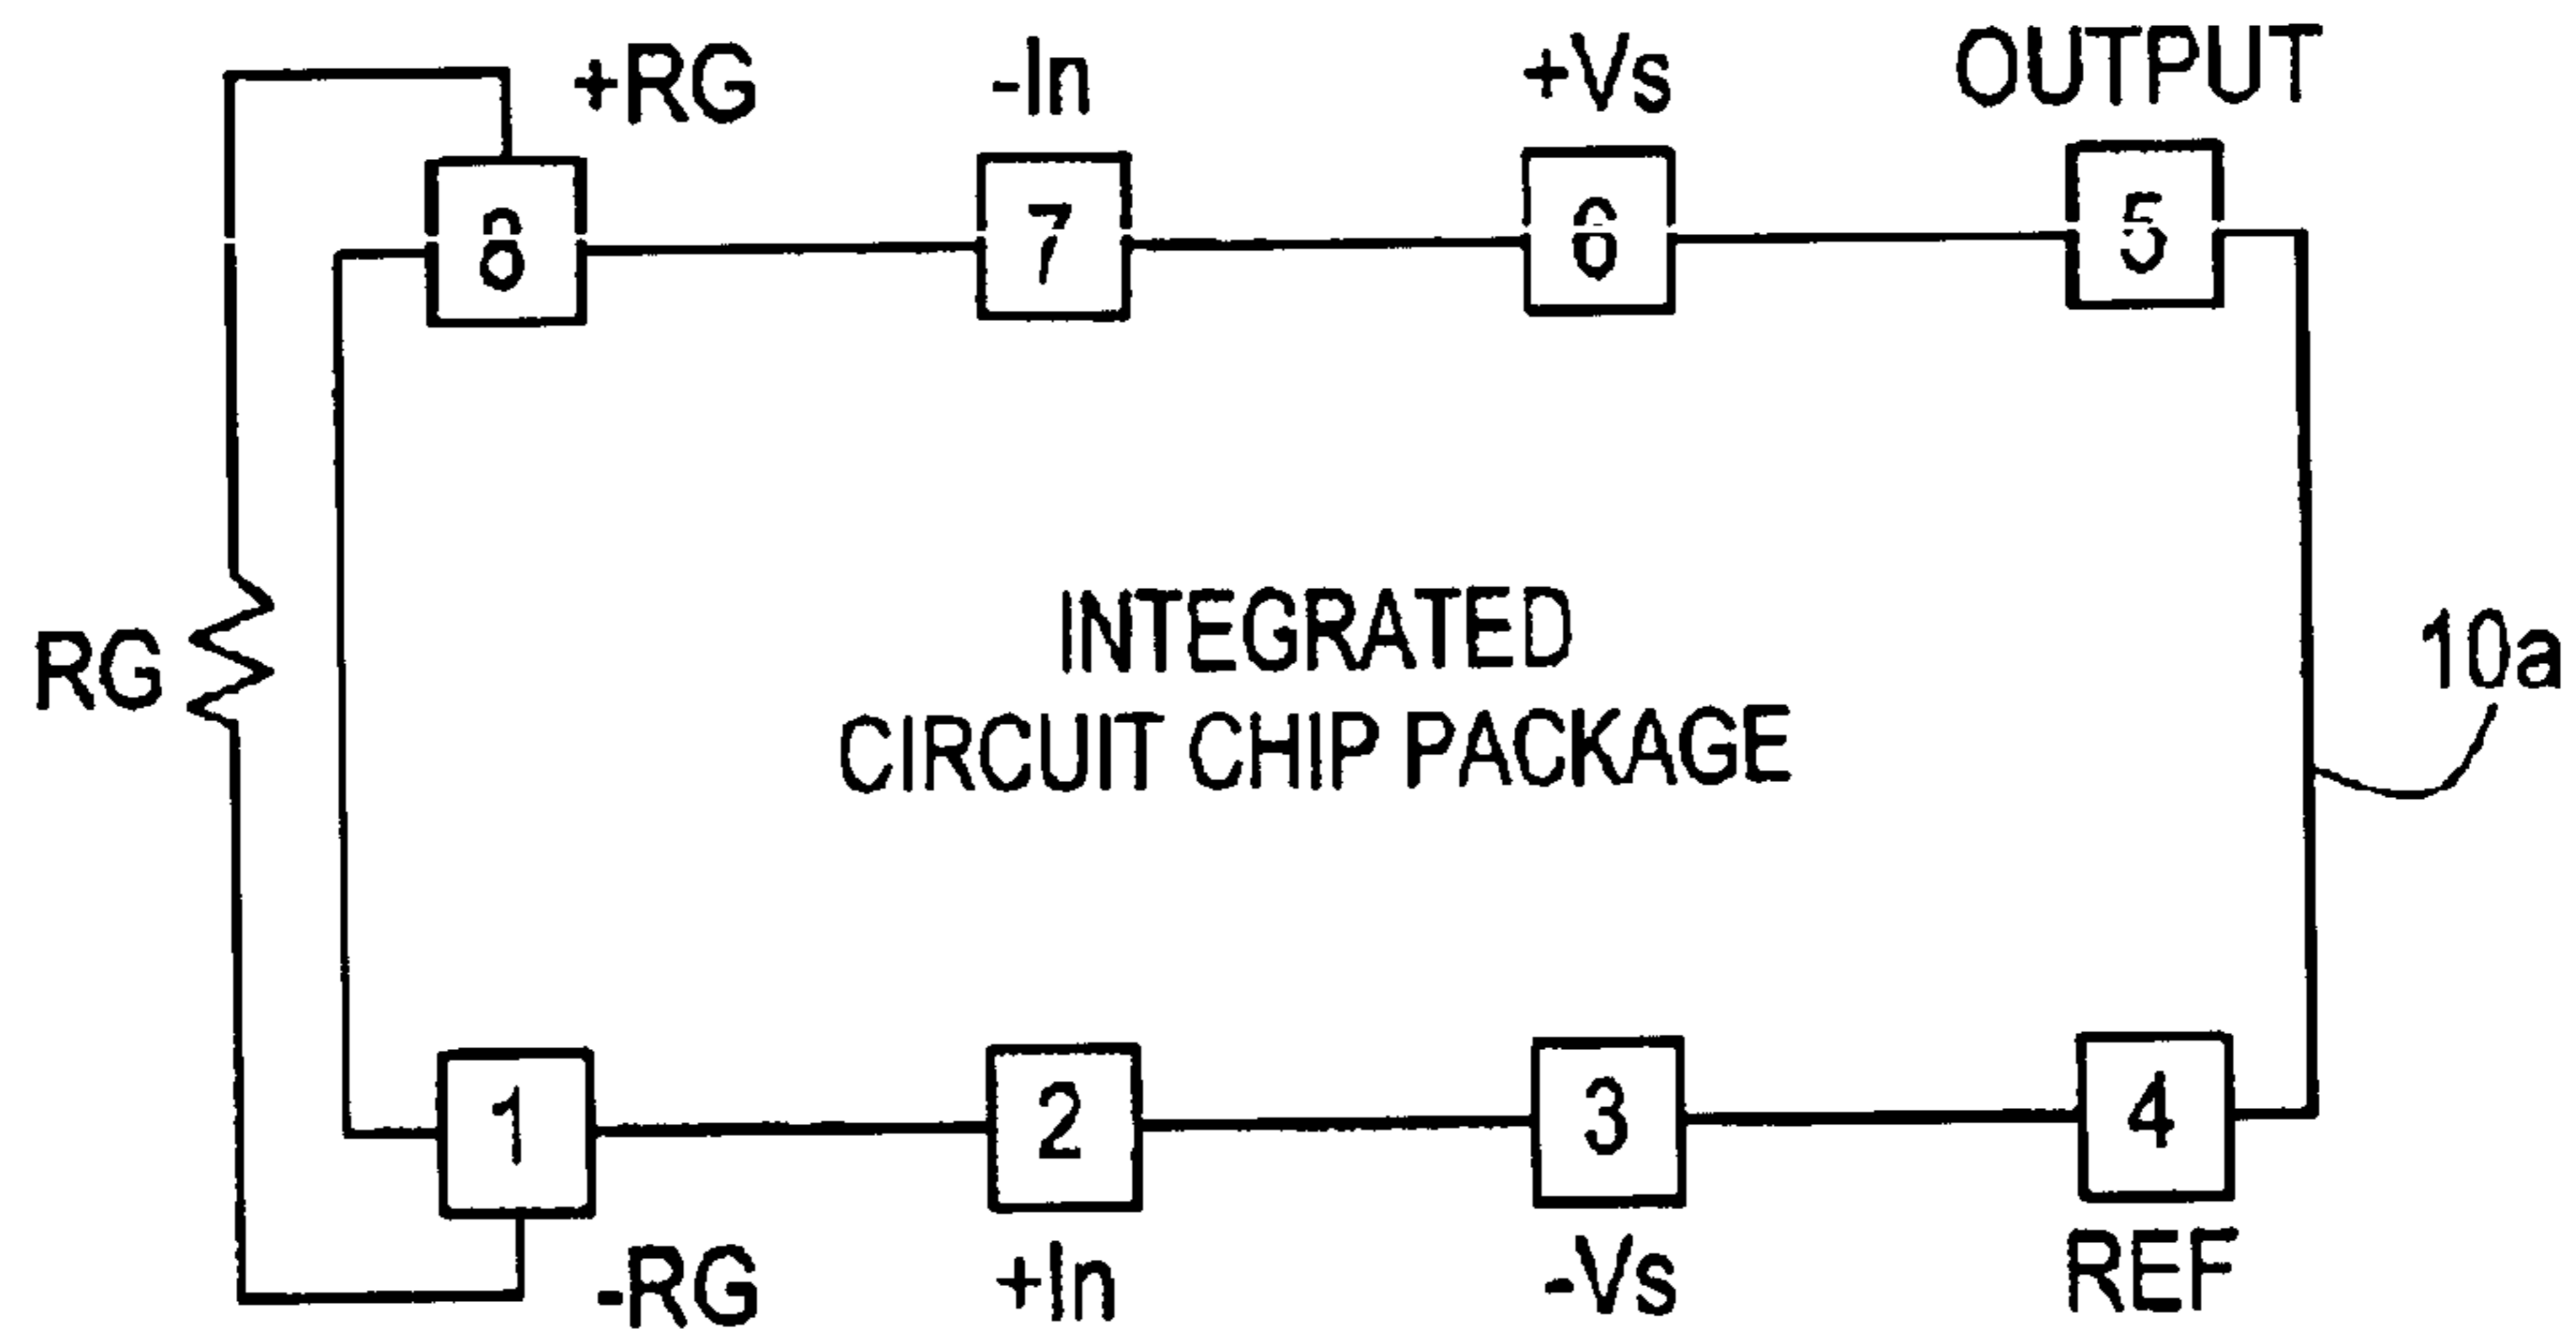 +RG
-In
+Vs
OUTPUT
8
7
6
5
INTEGRATED
CIRCUIT CHIP PACKAGE
RG
10a
1
2
3
4
-RG
+In
-Vs
REF